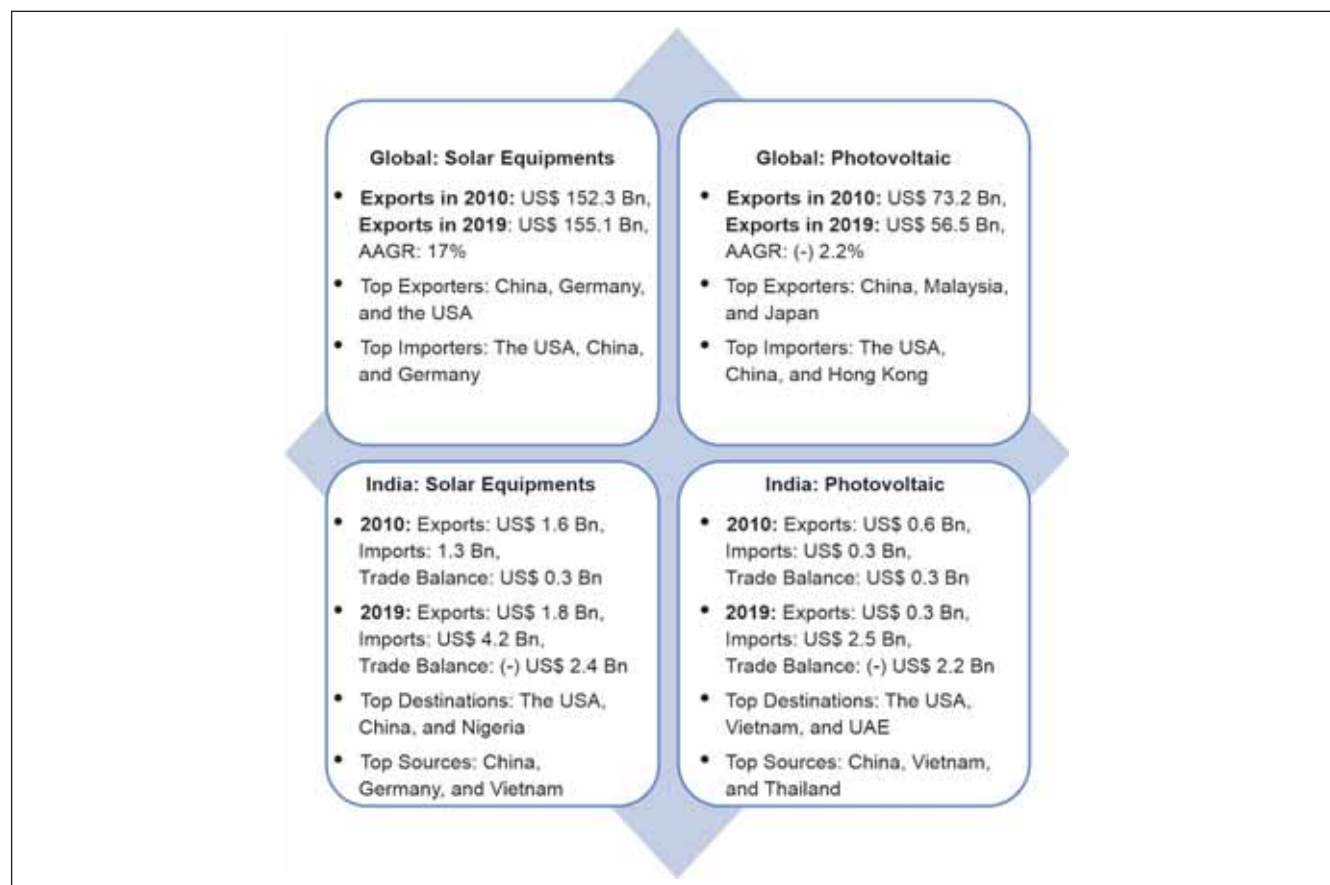 Global: Solar Equipments
• Exports in 2010: US$ 152.3 Bn,
Exports in 2019: US$ 155.1 Bn,
AAGR: 17%
• Top Exporters: China, Germany,
and the USA
• Top Importers: The USA, China,
and Germany
Global: Photovoltaic
• Exports in 2010: US$ 73.2 Bn,
Exports in 2019: US$ 56.5 Bn,
AAGR: (-) 2.2%
• Top Exporters: China, Malaysia,
and Japan
• Top Importers: The USA,
China, and Hong Kong
India: Solar Equipments
• 2010: Exports: US$ 1.6 Bn,
Imports: 1.3 Bn,
Trade Balance: US$ 0.3 Bn
• 2019: Exports: US$ 1.8 Bn,
Imports: US$ 4.2 Bn,
Trade Balance: (-) US$ 2.4 Bn
• Top Destinations: The USA,
China, and Nigeria
• Top Sources: China,
Germany, and Vietnam
India: Photovoltaic
• 2010: Exports: US$ 0.6 Bn,
Imports: US$ 0.3 Bn,
Trade Balance: US$ 0.3 Bn
• 2019: Exports: US$ 0.3 Bn,
Imports: US$ 2.5 Bn,
Trade Balance: (-) US$ 2.2 Bn
• Top Destinations: The USA,
Vietnam, and UAE
• Top Sources: China, Vietnam,
and Thailand